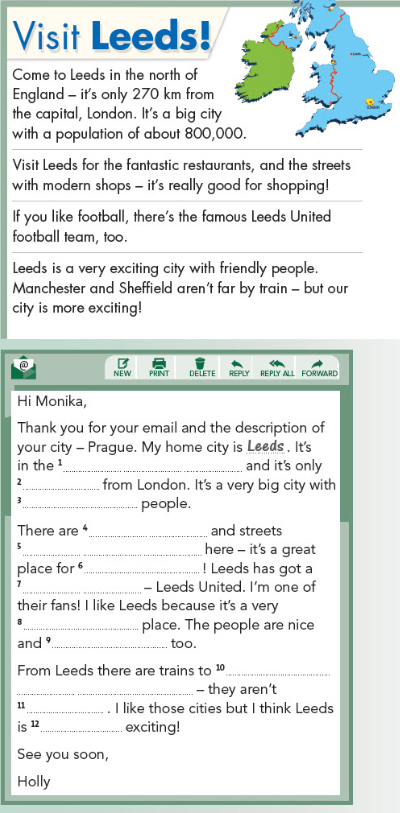 Visit Leeds!
Come to Leeds in the north of
England – it's only 270 km from
the capital, London. It's a big city
with a population of about 800,000.
Visit Leeds for the fantastic restaurants, and the streets
with modern shops – it's really good for shopping!
If you like football, there's the famous Leeds United
football team, too.
Leeds is a very exciting city with friendly people.
Manchester and Sheffield aren't far by train – but our
city is more exciting!
@
NEW PRINT DELETE REPLY REPLY ALL FORWARD
Hi Monika,
Thank you for your email and the description of
your city – Prague. My home city is Leeds. It's
in the 1 and it's only
2 from London. It's a very big city with
3 people.
There are 4 and streets
5 here – it's a great
place for 6 ! Leeds has got a
7 – Leeds United. I'm one of
their fans! I like Leeds because it's a very
8 place. The people are nice
and 9 too.
From Leeds there are trains to 10
– they aren't
11 . I like those cities but I think Leeds
is 12 exciting!
See you soon,
Holly